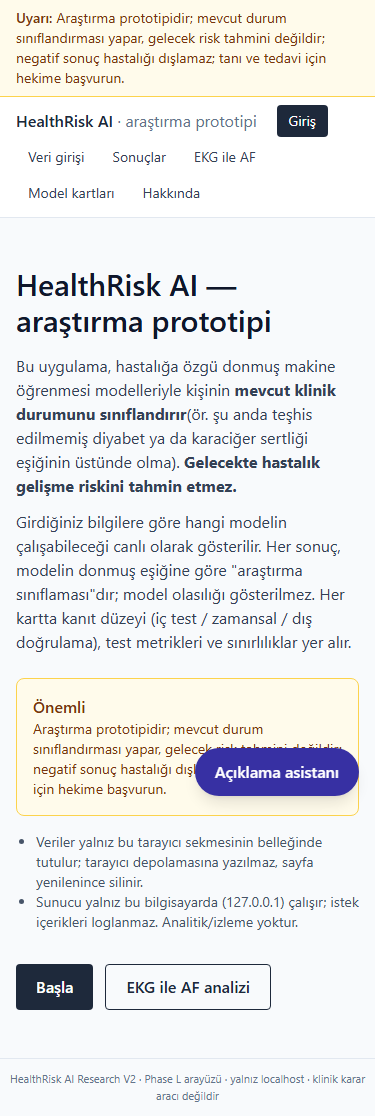 Uyarı: Araştırma prototipidir; mevcut durum
sınıflandırması yapar, gelecek risk tahmini değildir;
negatif sonuç hastalığı dışlamaz; tanı ve tedavi için
hekime başvurun.
HealthRisk AI · araştırma prototipi
Giriş
Veri girişi
Sonuçlar
EKG ile AF
Model kartları
Hakkında
HealthRisk AI —
araştırma prototipi
Bu uygulama, hastalığa özgü donmuş makine
öğrenmesi modelleriyle kişinin mevcut klinik
durumunu sınıflandırır(ör. şu anda teşhis
edilmemiş diyabet ya da karaciğer sertliği
eşiğinin üstünde olma). Gelecekte hastalık
gelişme riskini tahmin etmez.
Girdiğiniz bilgilere göre hangi modelin
çalışabileceği canlı olarak gösterilir. Her sonuç,
modelin donmuş eşiğine göre "araştırma
sınıflaması"dır; model olasılığı gösterilmez. Her
kartta kanıt düzeyi (iç test / zamansal / dış
doğrulama), test metrikleri ve sınırlılıklar yer alır.
Önemli
Araştırma prototipidir; mevcut durum
sınıflandırması yapar, gelecek risk tahmini değildir;
negatif sonuç hastalığı
için hekime başvurun.
Açıklama asistanı
Veriler yalnız bu tarayıcı sekmesinin belleğinde
tutulur; tarayıcı depolamasına yazılmaz, sayfa
yenilenince silinir.
Sunucu yalnız bu bilgisayarda (127.0.0.1) çalışır; istek
içerikleri loglanmaz. Analitik/izleme yoktur.
Başla
EKG ile AF analizi
HealthRisk AI Research V2 · Phase L arayüzü · yalnız localhost · klinik karar
aracı değildir